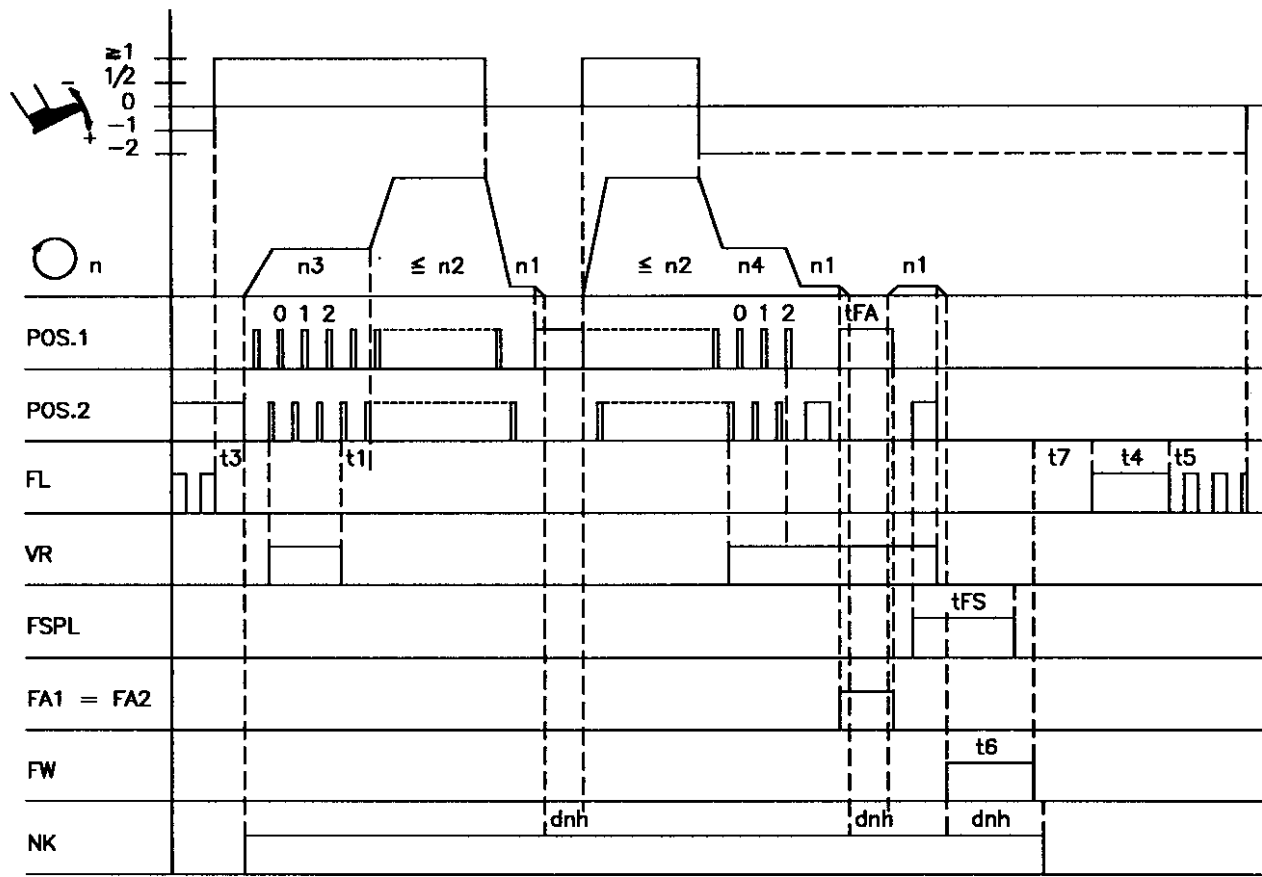 ≧1
1/2
0
−1
−2
−
+
n
n3
≦ n2
n1
≦ n2
n4
n1
n1
POS.1
0 1 2
0 1 2
tFA
POS.2
FL
t3
t1
t7
t4
t5
VR
FSPL
tFS
FA1 = FA2
FW
t6
NK
dnh
dnh
dnh